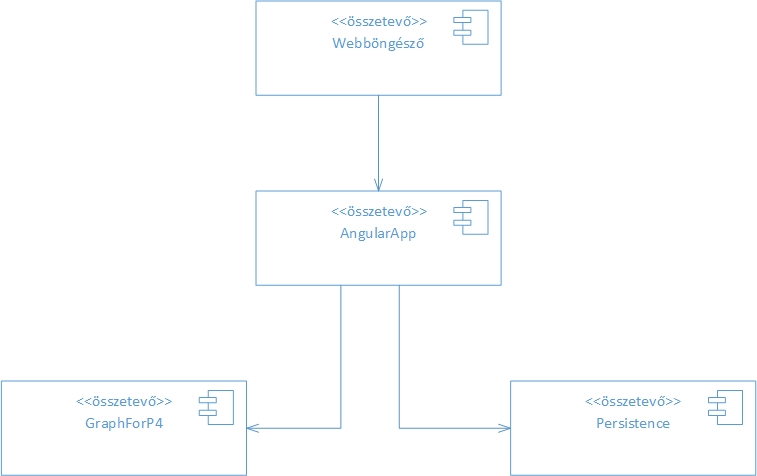 <<összetevő>>
Webböngésző
<<összetevő>>
AngularApp
<<összetevő>>
GraphForP4
<<összetevő>>
Persistence